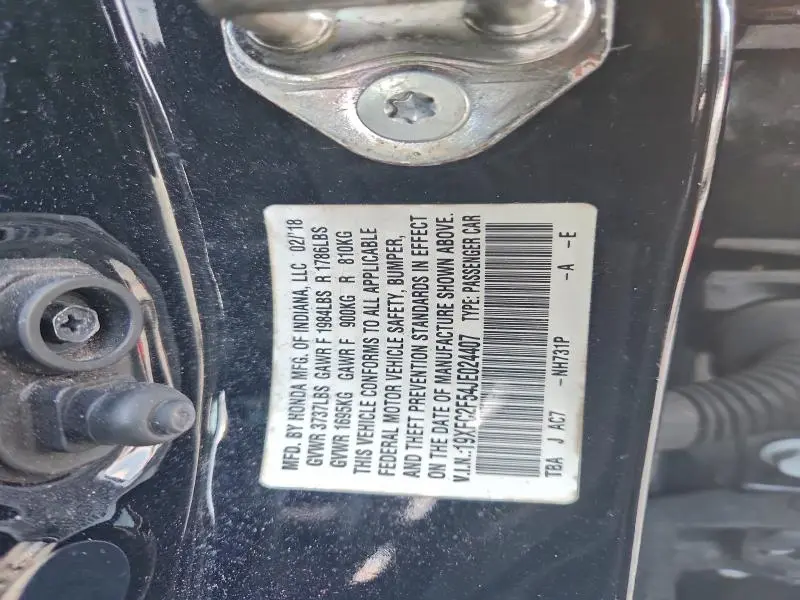 MFD. BY HONDA MFG. OF INDIANA, LLC 02/18
GVWR 3737LBS GAWR F 1984LBS R 1786LBS
GVWR 1695KG GAWR F 900KG R 810KG
THIS VEHICLE CONFORMS TO ALL APPLICABLE
FEDERAL MOTOR VEHICLE SAFETY, BUMPER,
AND THEFT PREVENTION STANDARDS IN EFFECT
ON THE DATE OF MANUFACTURE SHOWN ABOVE.
V.I.N.:19XFC2F54JE024407 TYPE: PASSENGER CAR
TBA J AC7 -NH731P -A -E